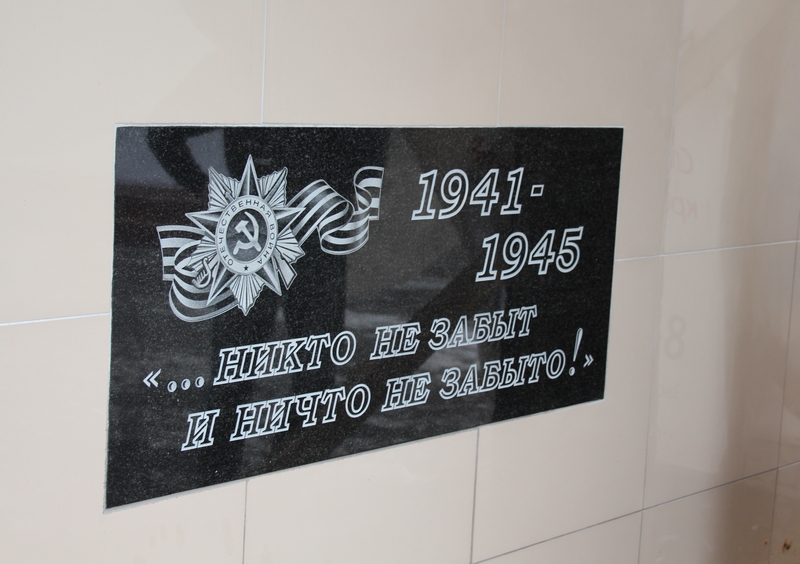 1941-
1945
ОТЕЧЕСТВЕННАЯ ВОЙНА
«...НИКТО НЕ ЗАБЫТ
И НИЧТО НЕ ЗАБЫТО!»